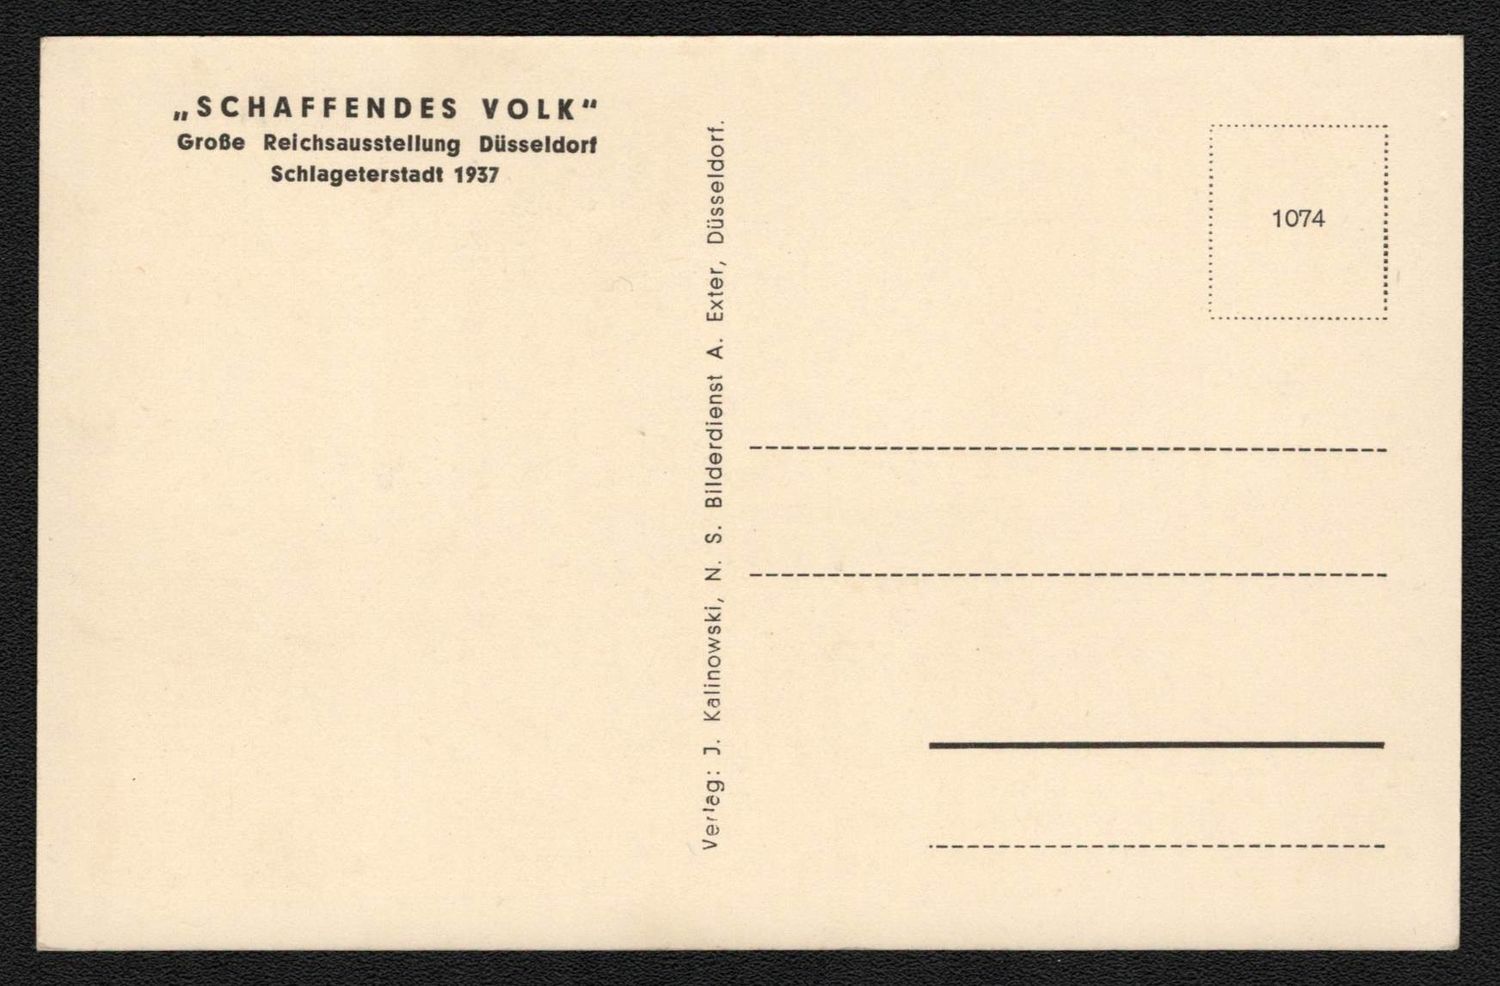 „SCHAFFENDES VOLK“
Große Reichsausstellung Düsseldorf
Schlageterstadt 1937
Verlag: J. Kalinowski, N. S. Bilderdienst A. Exter, Düsseldorf.
1074